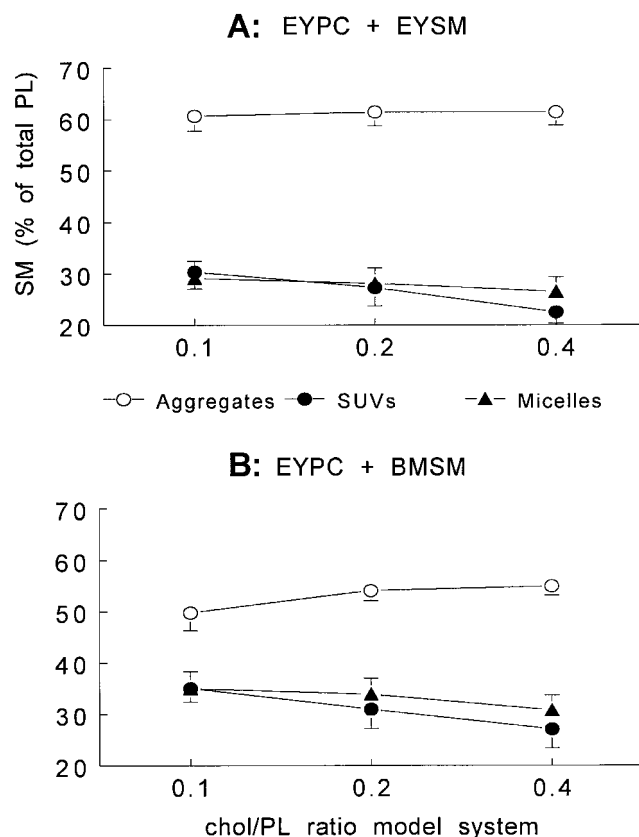 A: EYPC + EYSM
70
60
50
40
30
20
SM (% of total PL)
0.1 0.2 0.4
Aggregates SUVs Micelles
B: EYPC + BMSM
70
60
50
40
30
20
0.1 0.2 0.4
chol/PL ratio model system